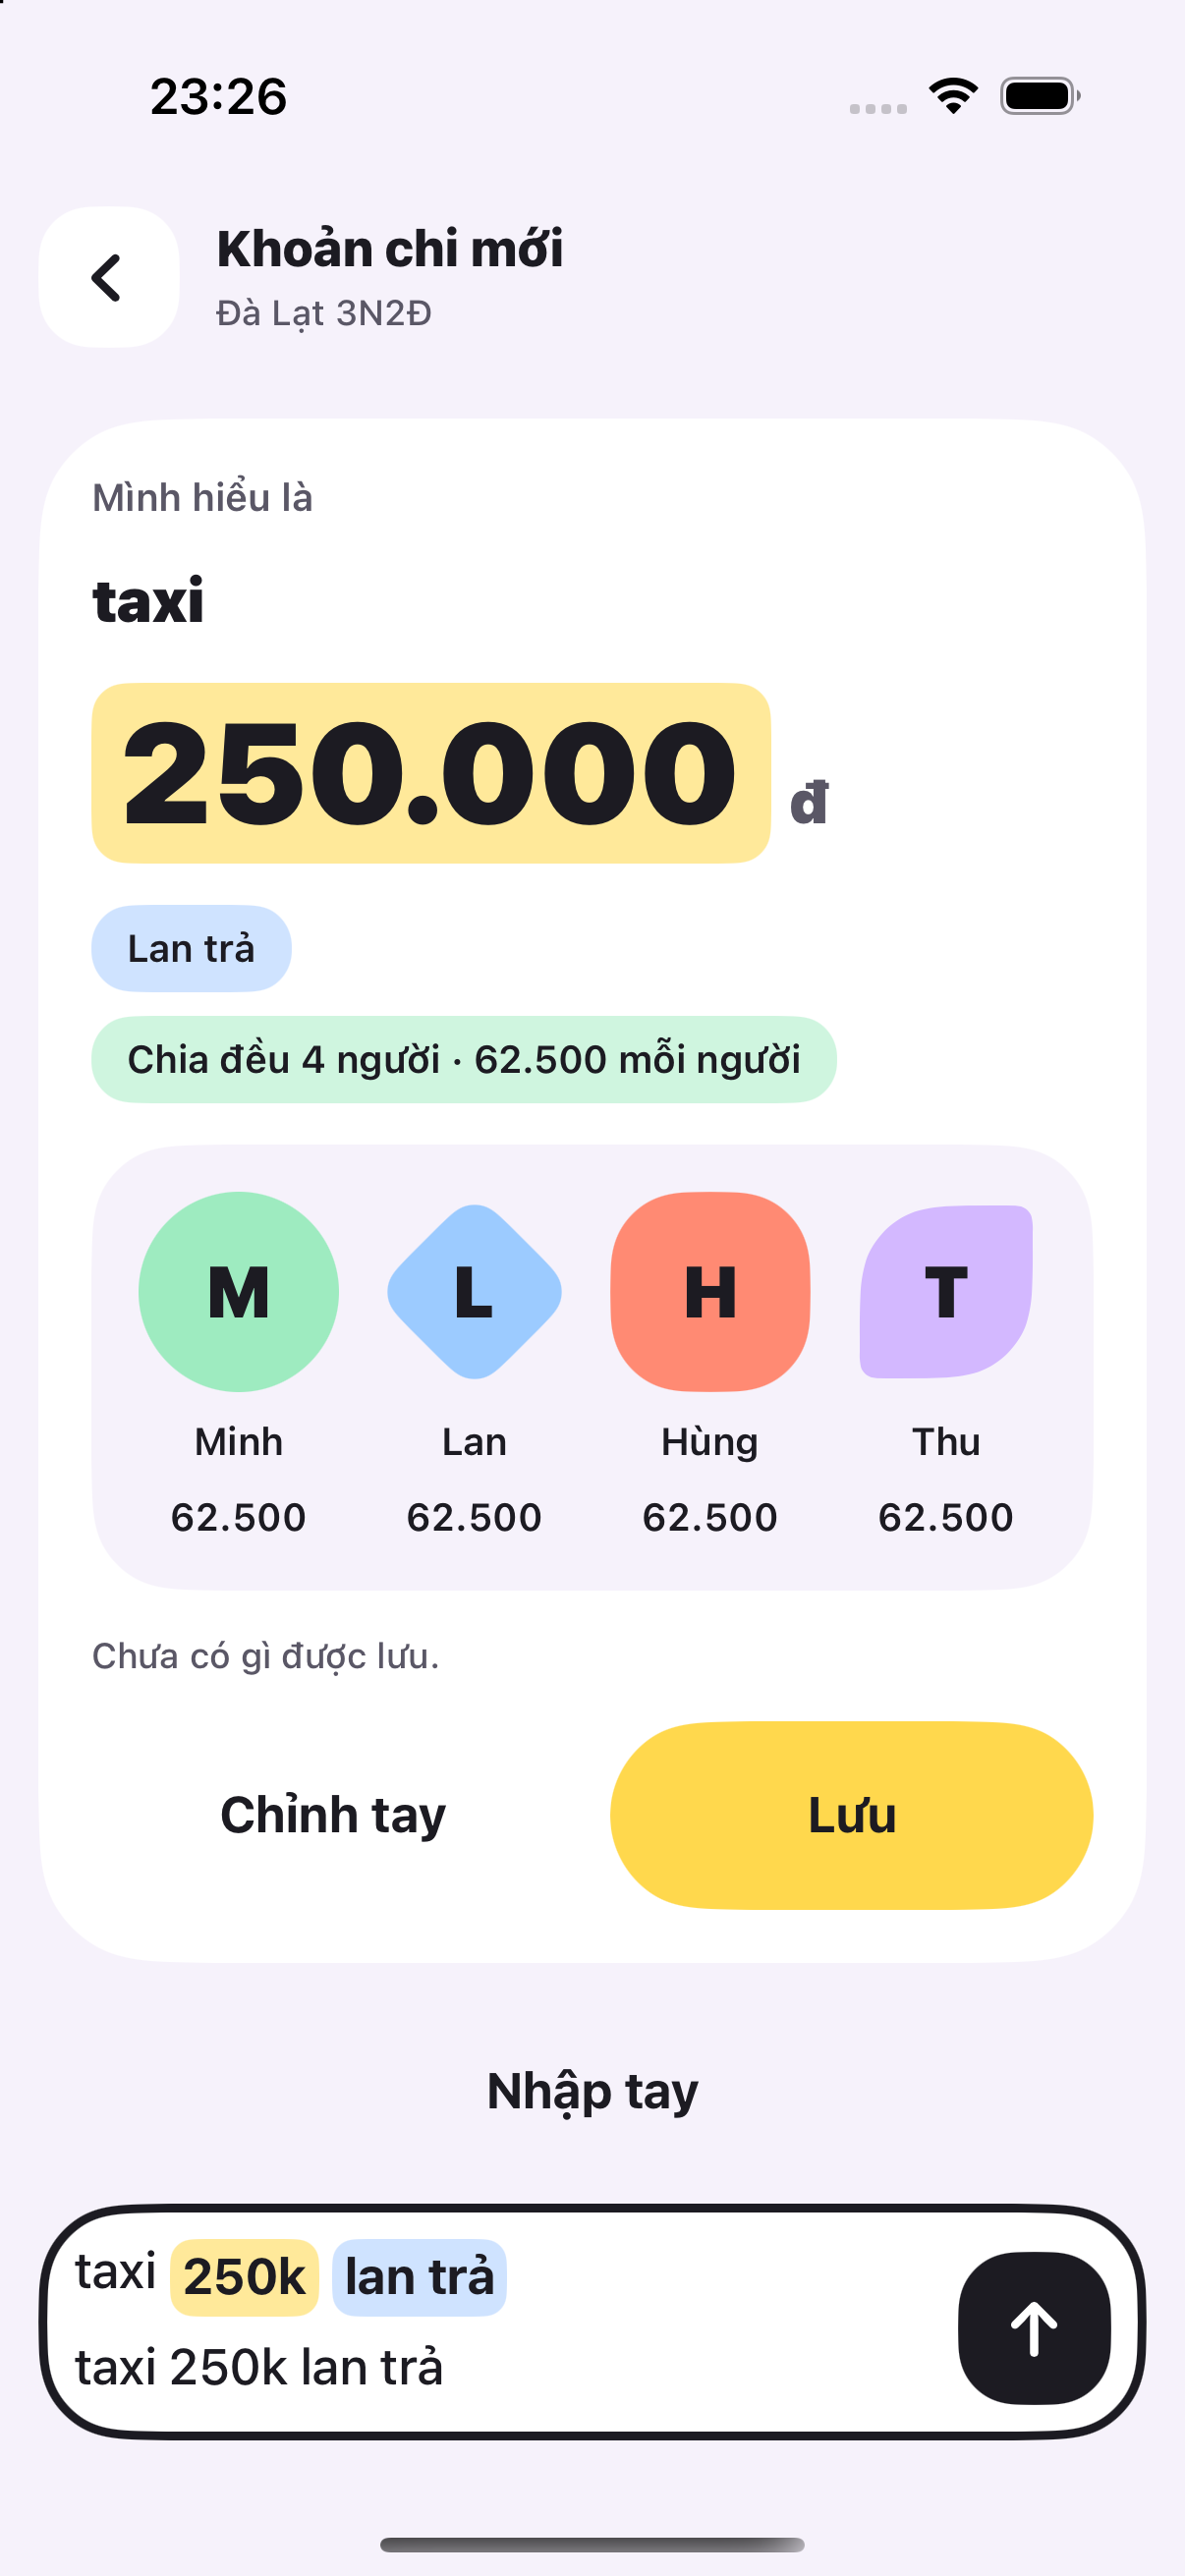 23:26
Khoản chi mới
Đà Lạt 3N2Đ
Mình hiểu là
taxi
250.000 đ
Lan trả
Chia đều 4 người · 62.500 mỗi người
M L H T
Minh Lan Hùng Thu
62.500 62.500 62.500 62.500
Chưa có gì được lưu.
Chỉnh tay Lưu
Nhập tay
taxi 250k lan trả
taxi 250k lan trả